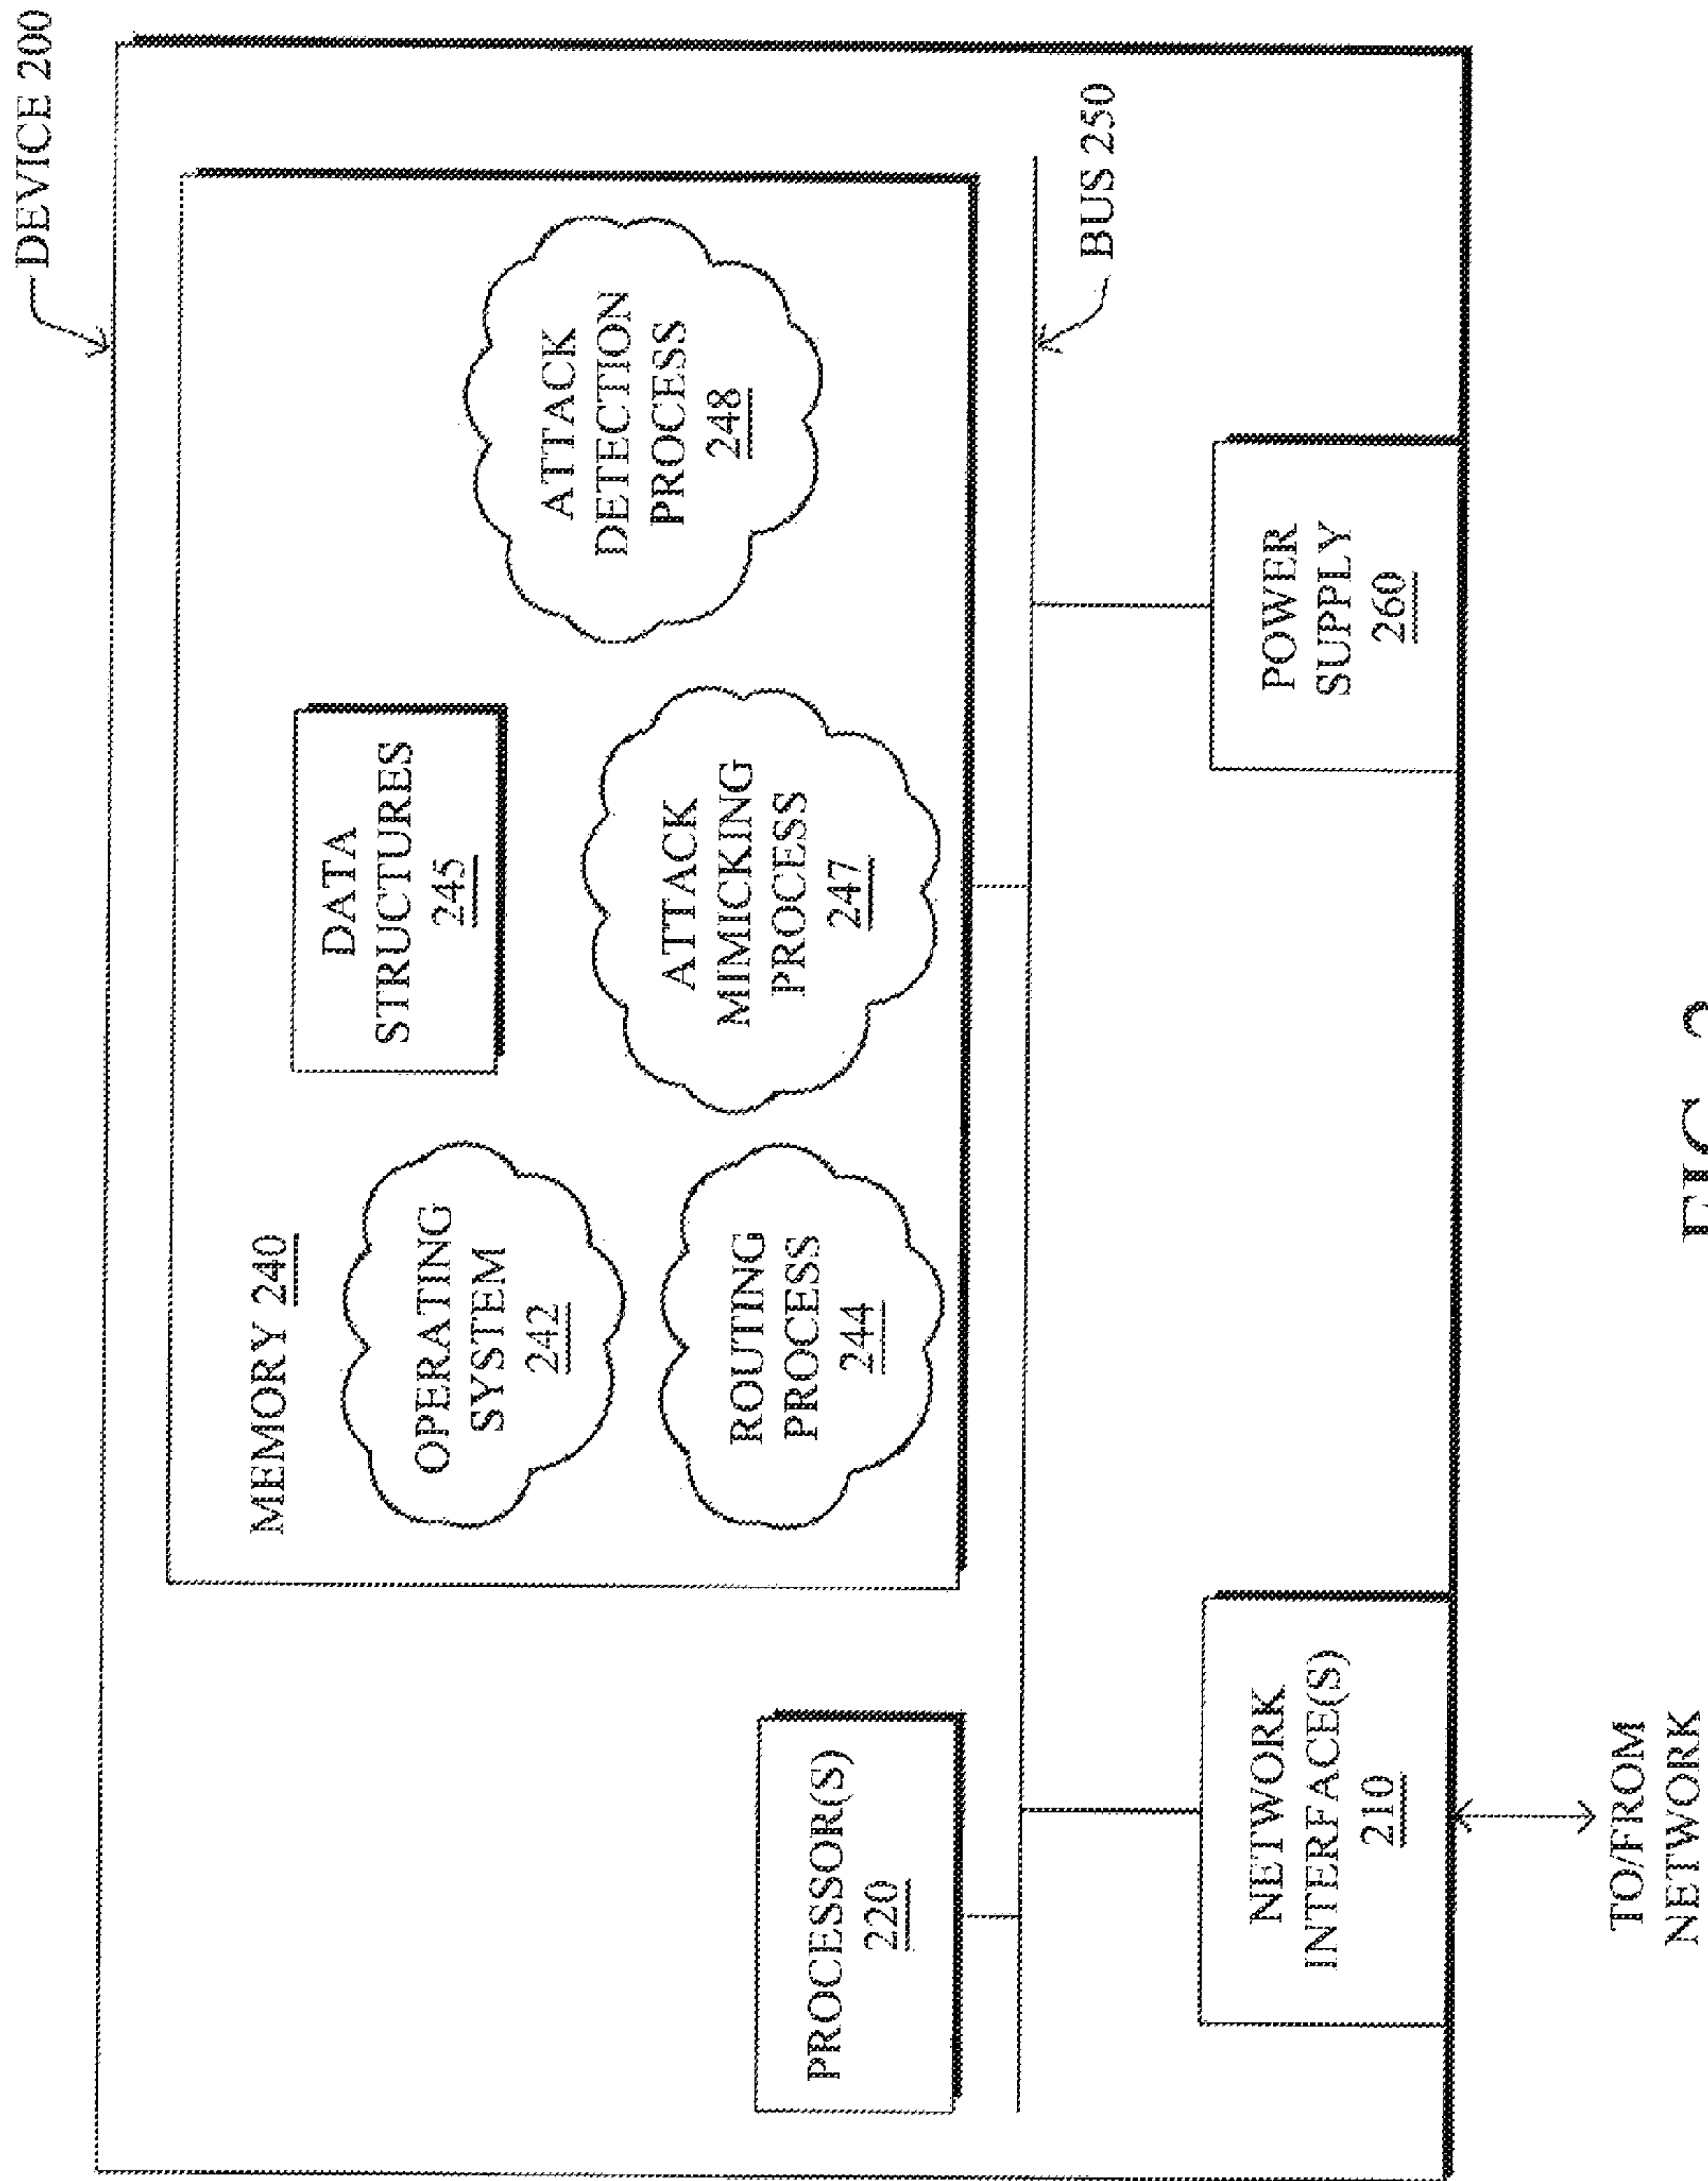 DEVICE 200
MEMORY 240
OPERATING
SYSTEM
242
DATA
STRUCTURES
245
ROUTING
PROCESS
244
ATTACK
MIMICKING
PROCESS
247
ATTACK
DETECTION
PROCESS
248
PROCESSOR(S)
220
BUS 250
NETWORK
INTERFACE(S)
210
POWER
SUPPLY
260
TO/FROM
NETWORK